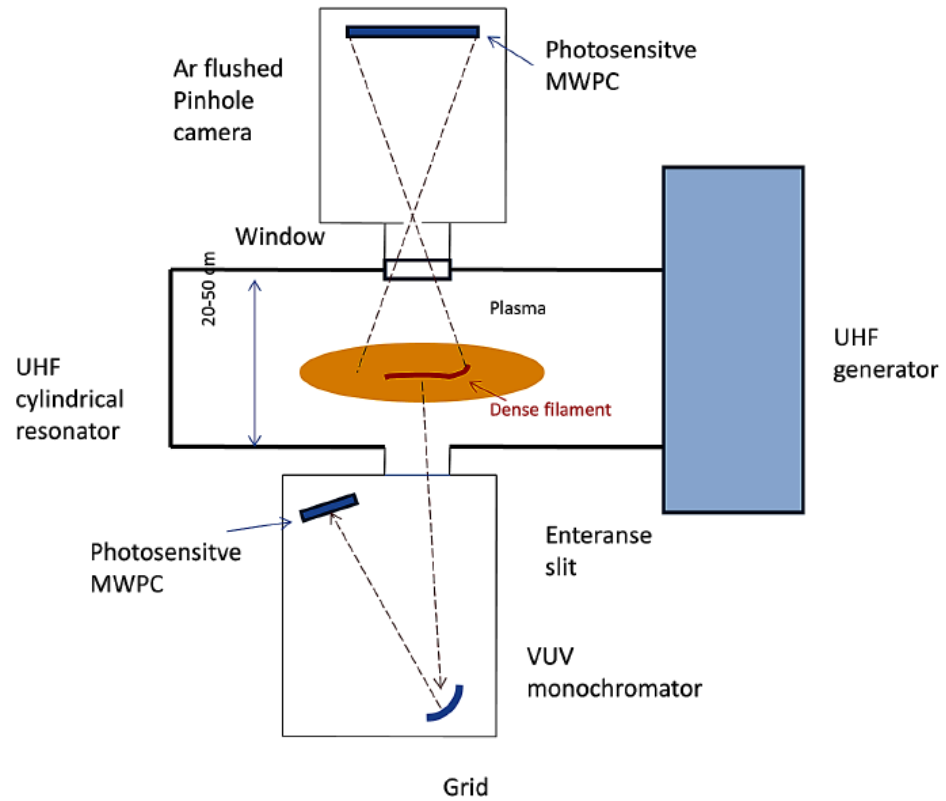 Ar flushed
Pinhole
camera
Photosensitve
MWPC
Window
20-50 cm
Plasma
UHF
cylindrical
resonator
Dense filament
UHF
generator
Photosensitve
MWPC
Enteranse
slit
VUV
monochromator
Grid